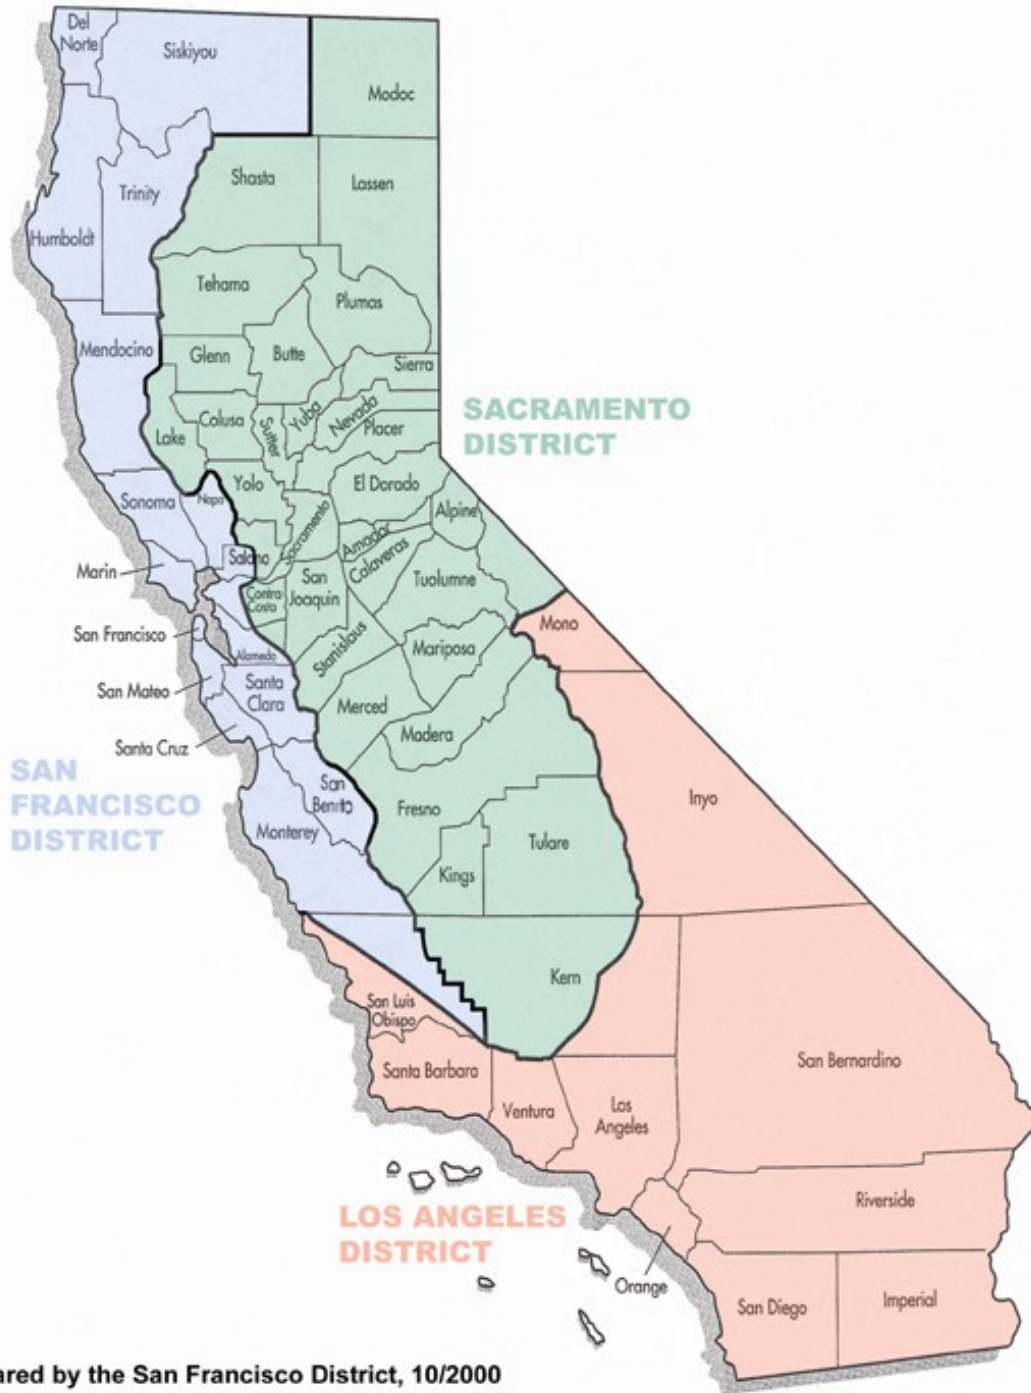 Del
Norte
Siskiyou
Modoc
Shasta
Lassen
Trinity
Humboldt
Tehama
Plumas
Mendocino
Glenn
Butte
Sierra
Yuba
Nevada
Placer
Colusa
Sutter
Lake
SACRAMENTO
DISTRICT
Yolo
El Dorado
Sonoma
Napa
Sacramento
Alpine
Amador
Calaveras
Solano
Marin
San
Joaquin
Tuolumne
Contra
Costa
San Francisco
Stanislaus
Mono
Mariposa
Alameda
San Mateo
Santa
Clara
Merced
Madera
Santa Cruz
SAN
FRANCISCO
DISTRICT
San
Benito
Fresno
Inyo
Monterey
Tulare
Kings
Kern
San Luis
Obispo
San Bernardino
Santa Barbara
Ventura
Los
Angeles
LOS ANGELES
DISTRICT
Riverside
Orange
San Diego
Imperial
by the San Francisco District, 10/2000